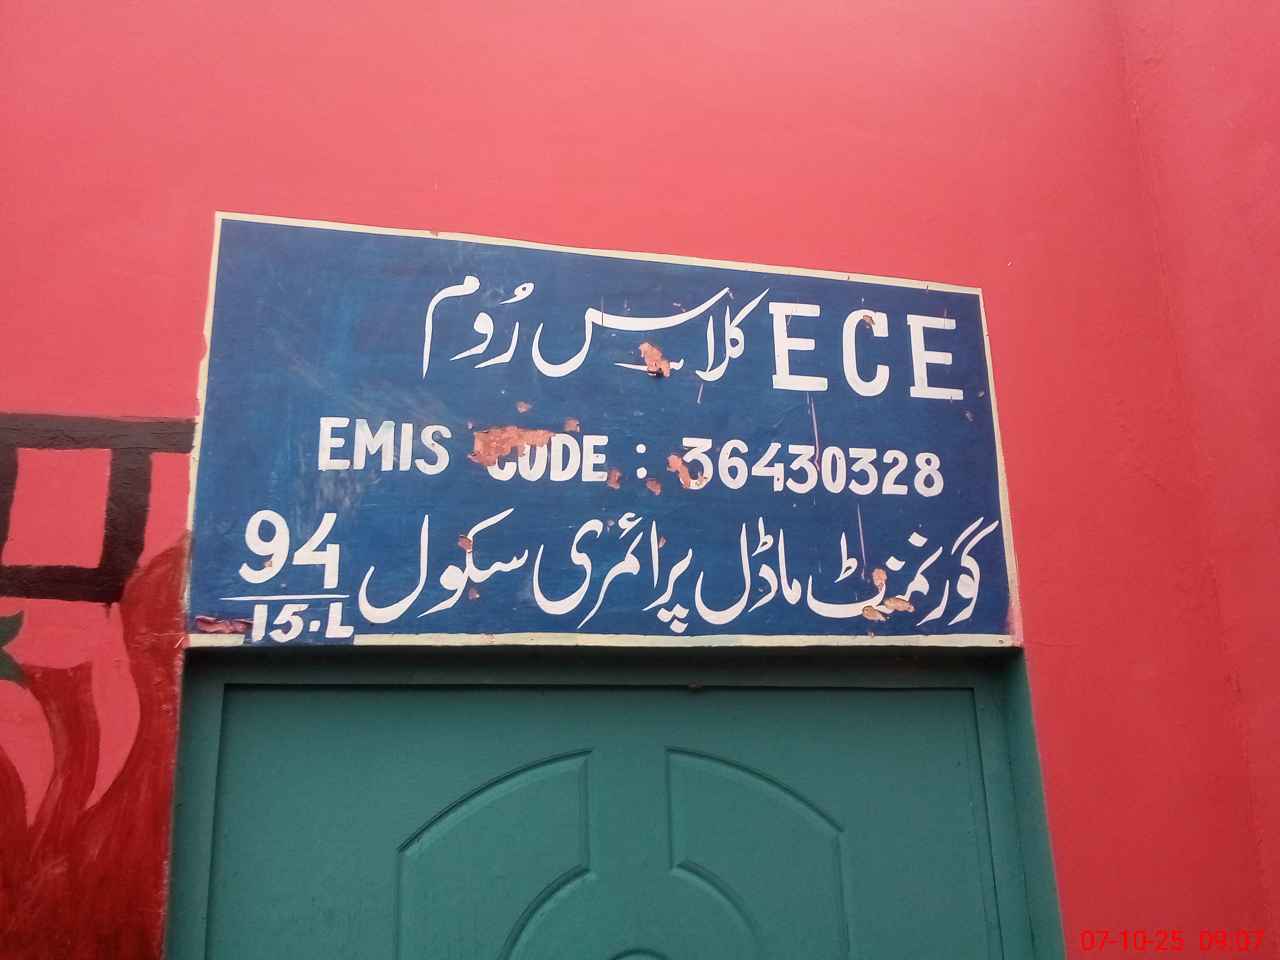 ECE کلاس رُوم
EMIS CODE : 36430328
گورنمنٹ ماڈل پرائمری سکول 94/15.L
07-10-25 09:07